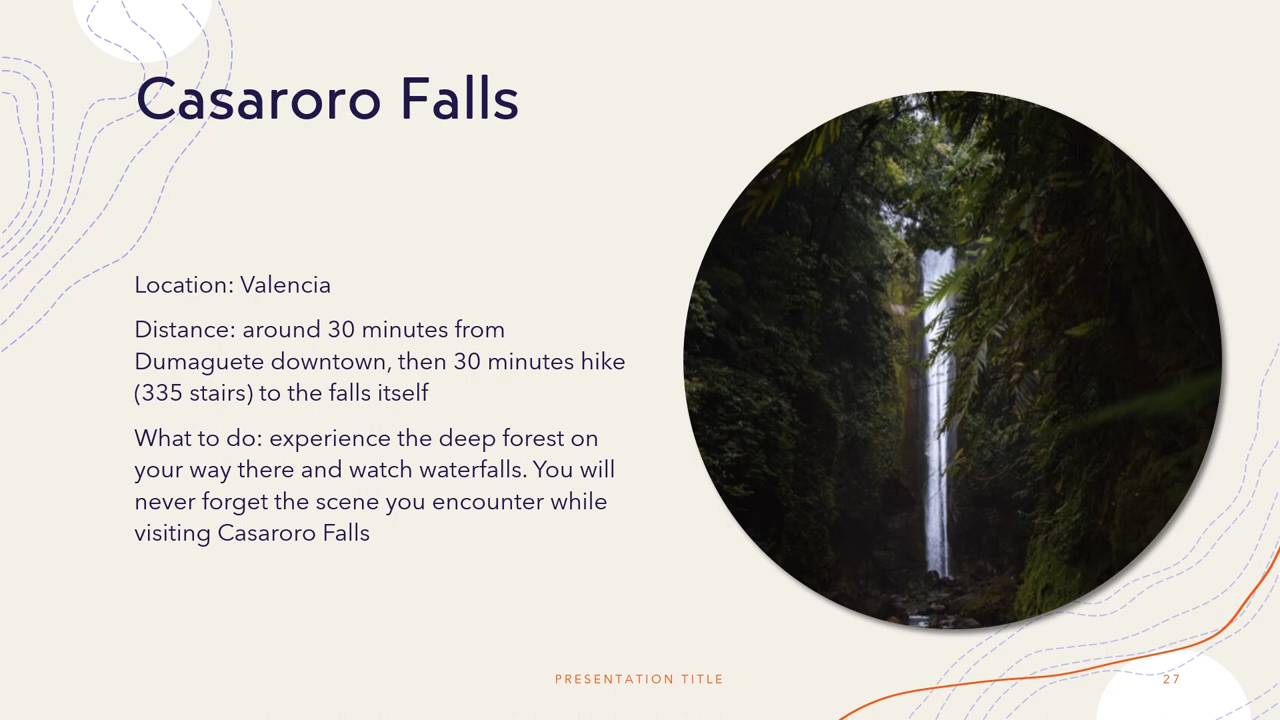 Casaroro Falls
Location: Valencia
Distance: around 30 minutes from
Dumaguete downtown, then 30 minutes hike
(335 stairs) to the falls itself
What to do: experience the deep forest on
your way there and watch waterfalls. You will
never forget the scene you encounter while
visiting Casaroro Falls
PRESENTATION TITLE
27